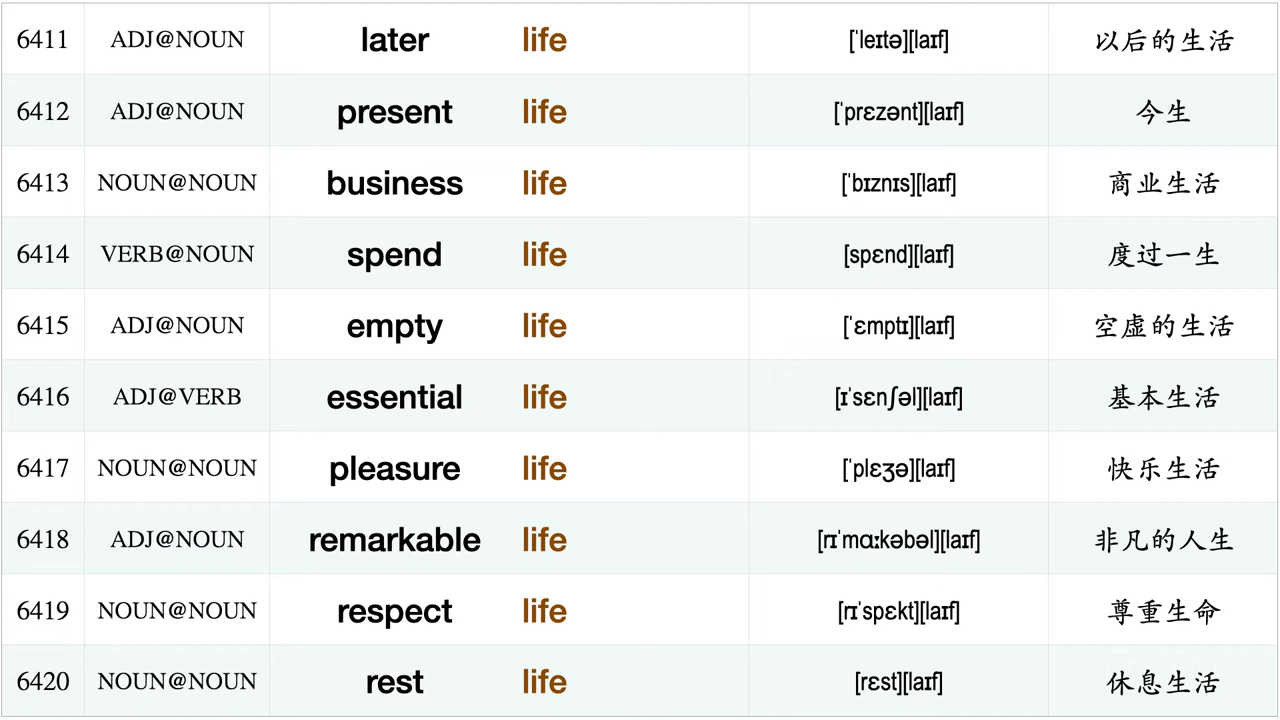 6411 ADJ@NOUN later life [ˈleɪtə][laɪf] 以后的生活
6412 ADJ@NOUN present life [ˈprɛzənt][laɪf] 今生
6413 NOUN@NOUN business life [ˈbɪznɪs][laɪf] 商业生活
6414 VERB@NOUN spend life [spɛnd][laɪf] 度过一生
6415 ADJ@NOUN empty life [ˈɛmptɪ][laɪf] 空虚的生活
6416 ADJ@VERB essential life [ɪˈsɛnʃəl][laɪf] 基本生活
6417 NOUN@NOUN pleasure life [ˈplɛʒə][laɪf] 快乐生活
6418 ADJ@NOUN remarkable life [rɪˈmɑːkəbəl][laɪf] 非凡的人生
6419 NOUN@NOUN respect life [rɪˈspɛkt][laɪf] 尊重生命
6420 NOUN@NOUN rest life [rɛst][laɪf] 休息生活